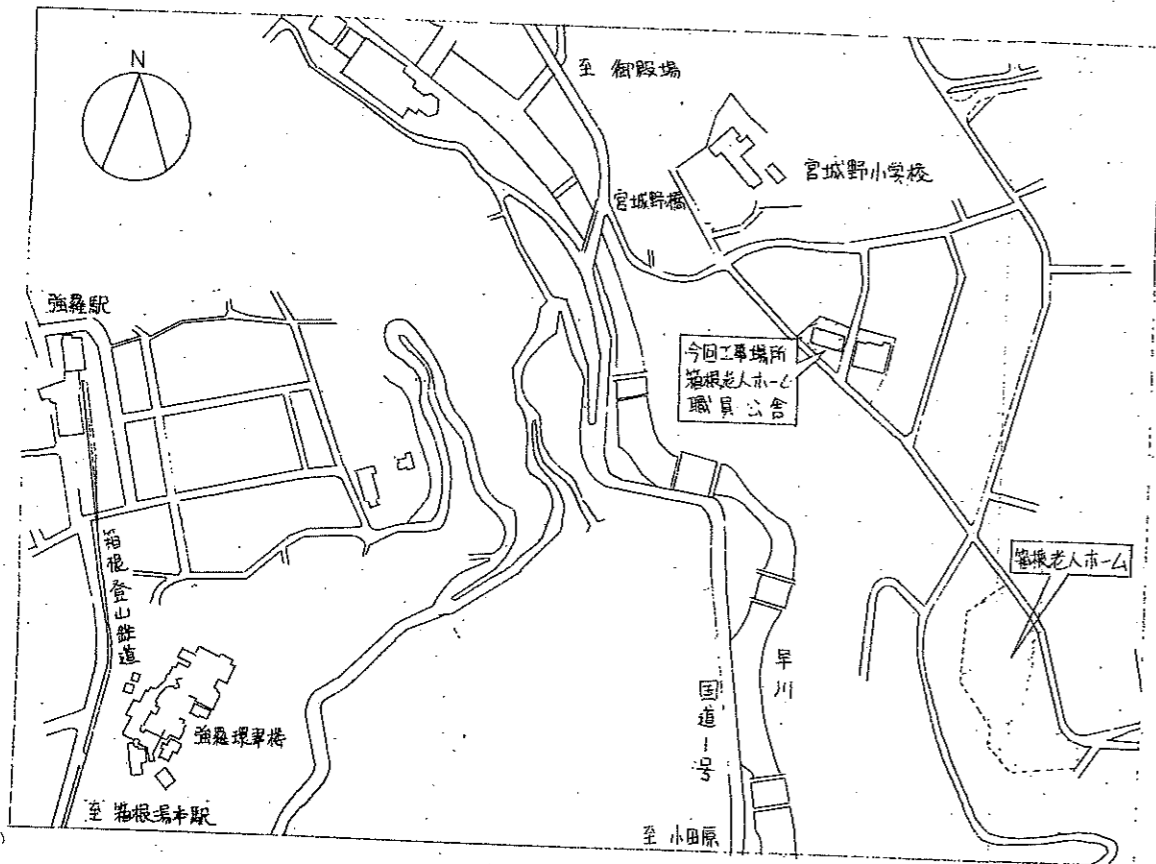 N
至 御殿場
宮城野小学校
宮城野橋
強羅駅
今回工事場所
箱根老人ホーム
職員公舎
箱根老人ホーム
箱根登山鉄道
早川
国道1号
強羅環翠楼
至 箱根湯本駅
至 小田原